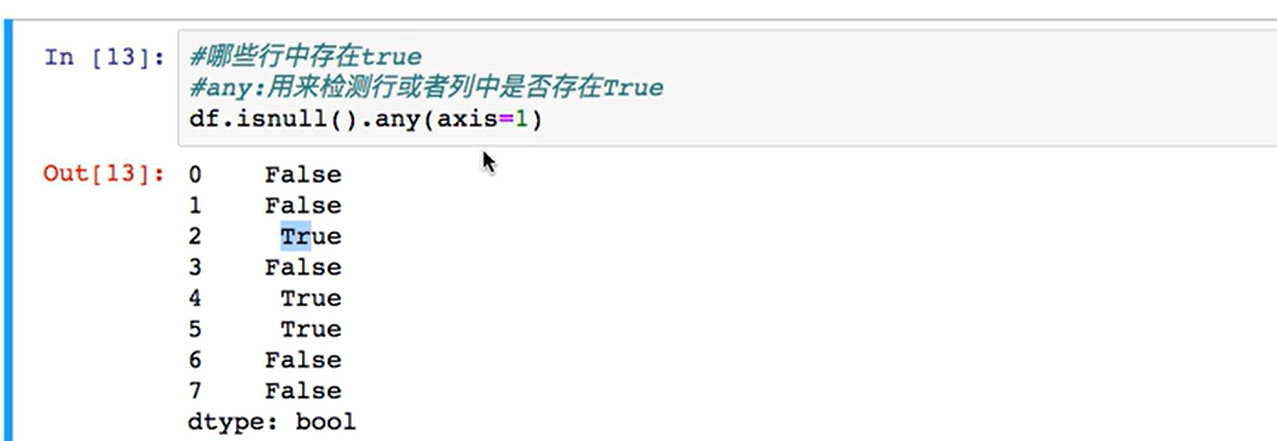 In [13]: #哪些行中存在true
#any:用来检测行或者列中是否存在True
df.isnull().any(axis=1)
Out[13]: 0 False
1 False
2 True
3 False
4 True
5 True
6 False
7 False
dtype: bool